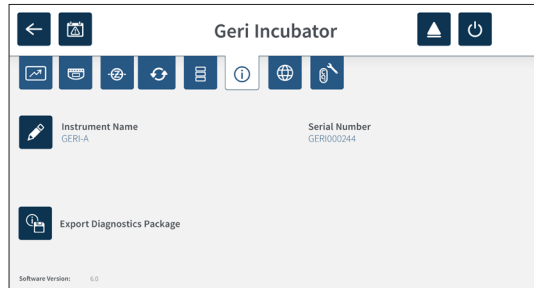 Geri Incubator
Instrument Name
GERI-A
Serial Number
GERI000244
Export Diagnostics Package
Software Version: 6.0